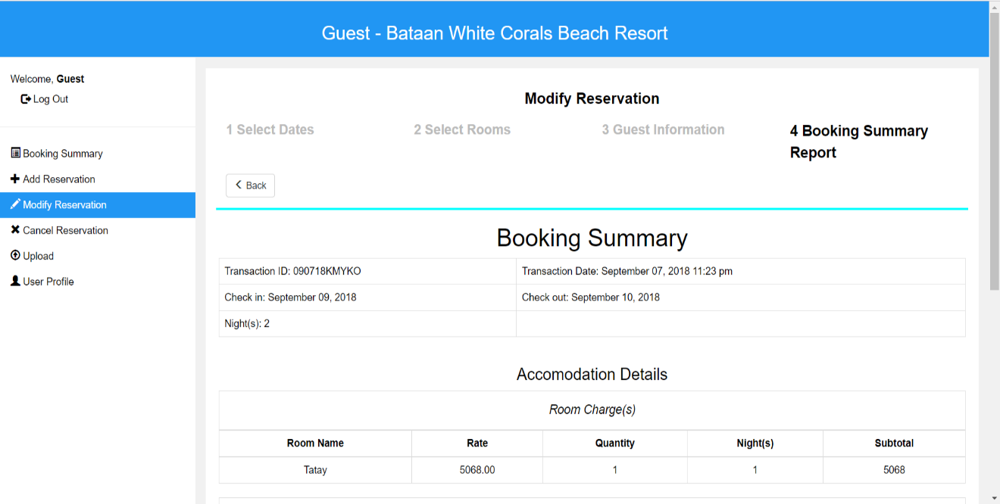 Guest - Bataan White Corals Beach Resort
Welcome, Guest
Log Out
Booking Summary
Add Reservation
Modify Reservation
Cancel Reservation
Upload
User Profile
Modify Reservation
1 Select Dates
2 Select Rooms
3 Guest Information
4 Booking Summary
Report
Back
Booking Summary
Transaction ID: 090718KMYKO
Transaction Date: September 07, 2018 11:23 pm
Check in: September 09, 2018
Check out: September 10, 2018
Night(s): 2
Accomodation Details
Room Charge(s)
Room Name Rate Quantity Night(s) Subtotal
Tatay 5068.00 1 1 5068